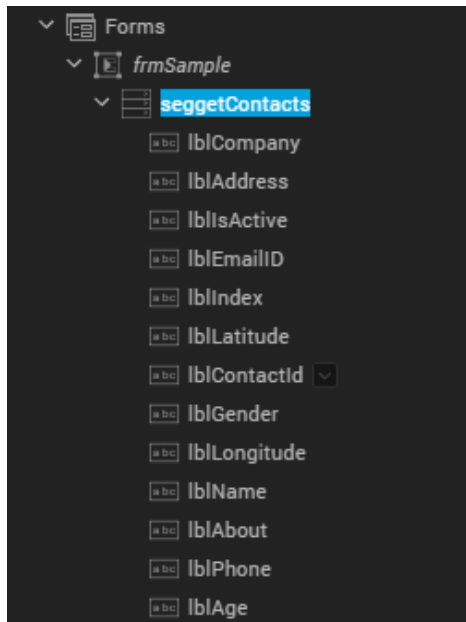 Forms
frmSample
seggetContacts
lblCompany
lblAddress
lblIsActive
lblEmailID
lblIndex
lblLatitude
lblContactId
lblGender
lblLongitude
lblName
lblAbout
lblPhone
lblAge